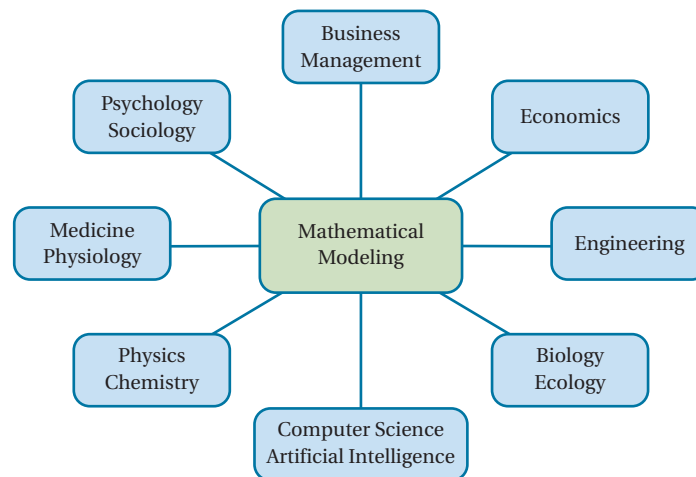 Business
Management
Psychology
Sociology
Economics
Medicine
Physiology
Mathematical
Modeling
Engineering
Physics
Chemistry
Biology
Ecology
Computer Science
Artificial Intelligence